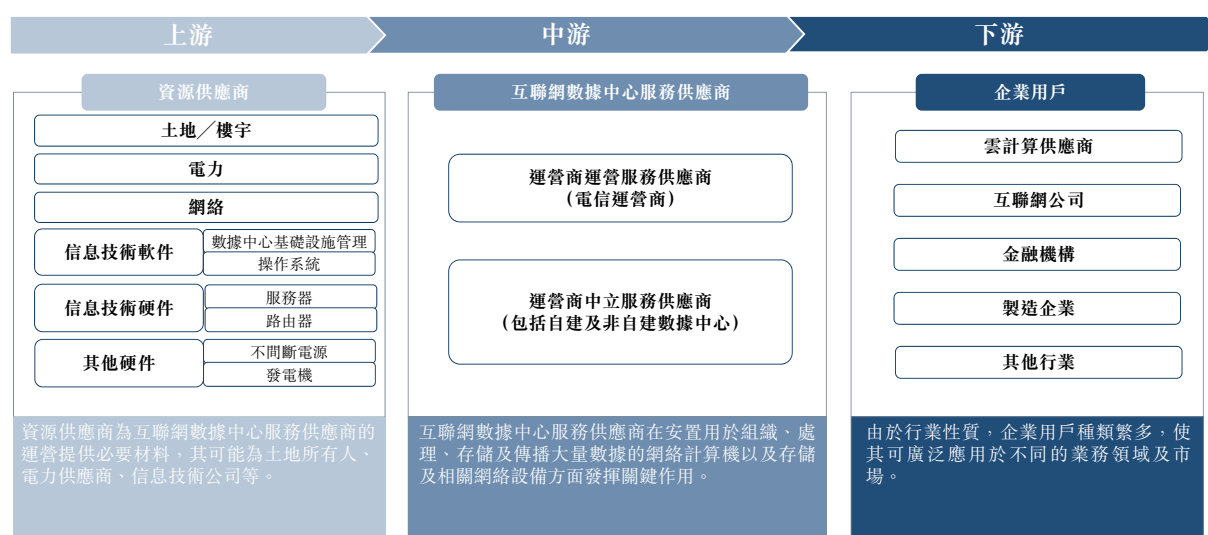 上游
中游
下游
資源供應商
土地／樓宇
電力
網絡
信息技術軟件
數據中心基礎設施管理
操作系統
信息技術硬件
服務器
路由器
其他硬件
不間斷電源
發電機
資源供應商為互聯網數據中心服務供應商的
運營提供必要材料，其可能為土地所有人、
電力供應商、信息技術公司等。
互聯網數據中心服務供應商
運營商運營服務供應商
（電信運營商）
運營商中立服務供應商
（包括自建及非自建數據中心）
互聯網數據中心服務供應商在安置用於組織、處
理、存儲及傳播大量數據的網絡計算機以及存儲
及相關網絡設備方面發揮關鍵作用。
企業用戶
雲計算供應商
互聯網公司
金融機構
製造企業
其他行業
由於行業性質，企業用戶種類繁多，使
其可廣泛應用於不同的業務領域及市
場。